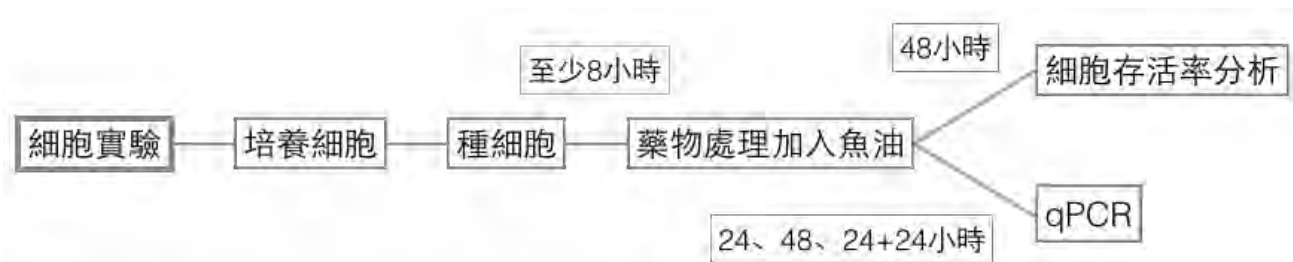 細胞實驗
培養細胞
種細胞
至少8小時
藥物處理加入魚油
48小時
細胞存活率分析
24、48、24+24小時
qPCR